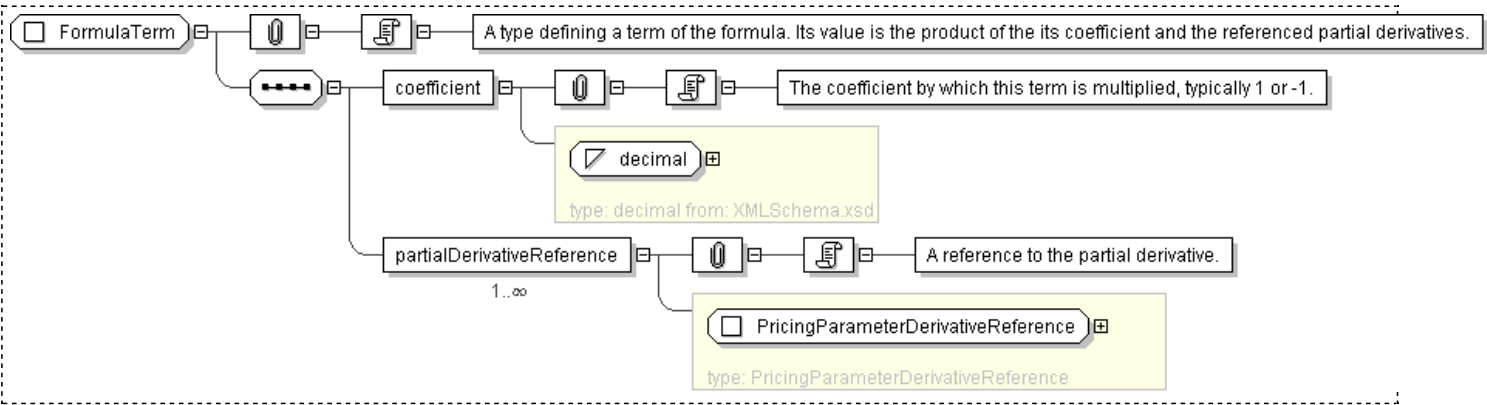 FormulaTerm
A type defining a term of the formula. Its value is the product of the its coefficient and the referenced partial derivatives.
coefficient
The coefficient by which this term is multiplied, typically 1 or -1.
decimal
type: decimal from: XMLSchema.xsd
partialDerivativeReference
A reference to the partial derivative.
1..∞
PricingParameterDerivativeReference
type: PricingParameterDerivativeReference